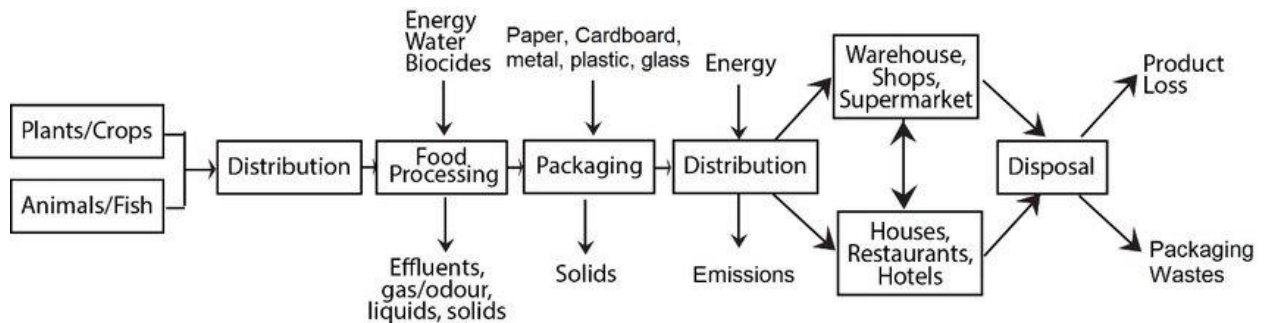 Plants/Crops
Animals/Fish
Distribution
Energy
Water
Biocides
Food
Processing
Effluents,
gas/odour,
liquids, solids
Paper, Cardboard,
metal, plastic, glass
Packaging
Solids
Energy
Distribution
Emissions
Warehouse,
Shops,
Supermarket
Houses,
Restaurants,
Hotels
Disposal
Product
Loss
Packaging
Wastes